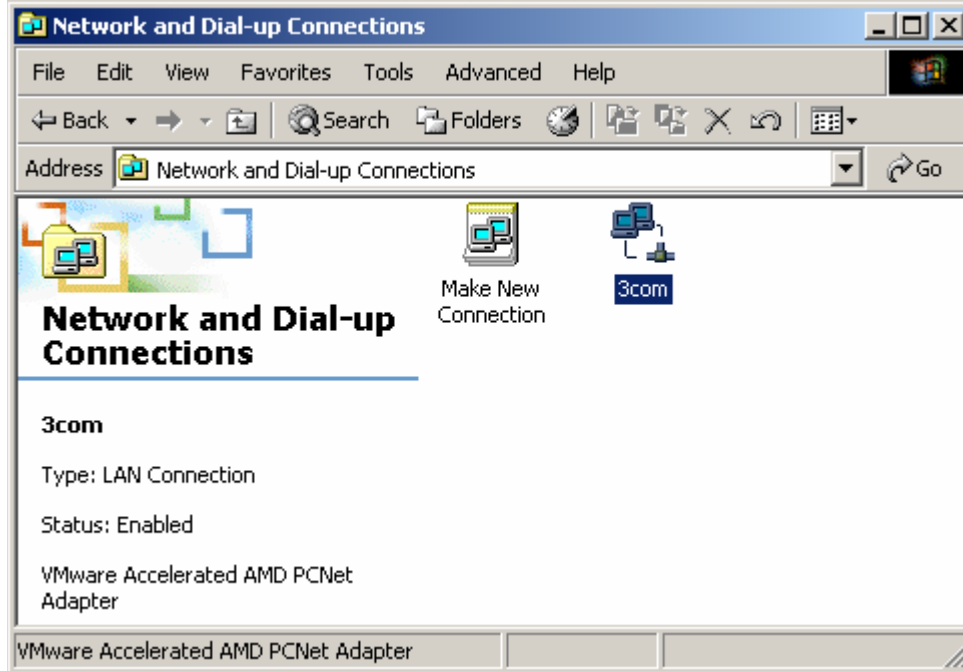 Network and Dial-up Connections
File Edit View Favorites Tools Advanced Help
Back Search Folders
Address Network and Dial-up Connections Go
Make New
Connection
3com
Network and Dial-up
Connections
3com
Type: LAN Connection
Status: Enabled
VMware Accelerated AMD PCNet
Adapter
VMware Accelerated AMD PCNet Adapter